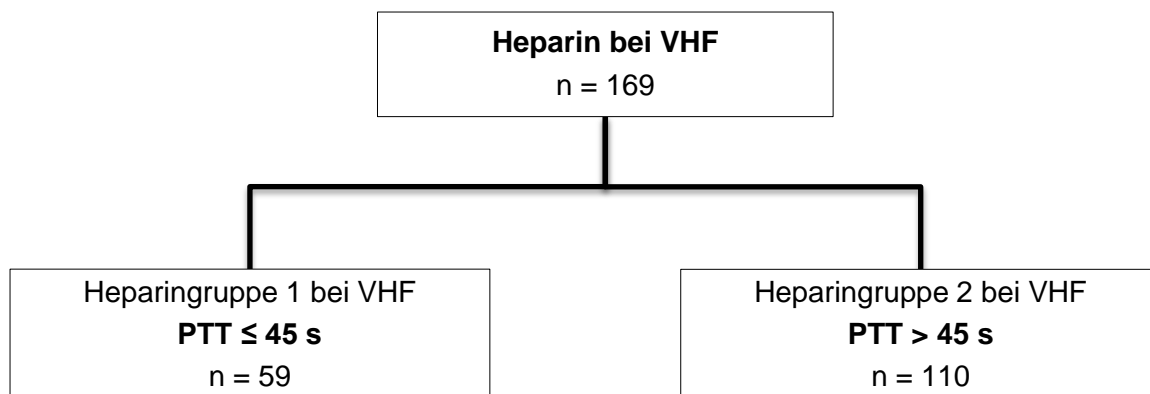 Heparin bei VHF
n = 169
Heparingruppe 1 bei VHF
PTT ≤ 45 s
n = 59
Heparingruppe 2 bei VHF
PTT > 45 s
n = 110